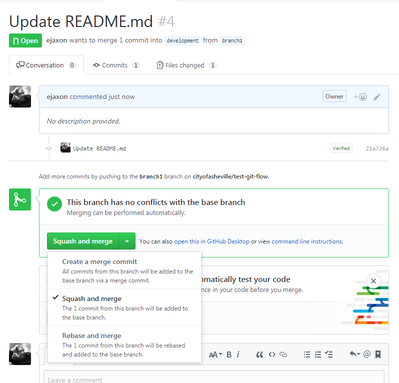 Update README.md #4
Open ejaxon wants to merge 1 commit into development from branch1
Conversation 0 Commits 1 Files changed 1
ejaxon commented just now Owner
No description provided.
Update README.md Verified 21a726a
Add more commits by pushing to the branch1 branch on cityofasheville/test-git-flow.
This branch has no conflicts with the base branch
Merging can be performed automatically.
Squash and merge You can also open this in GitHub Desktop or view command line instructions.
Create a merge commit
All commits from this branch will be added to
the base branch via a merge commit.
omatically test your code
ence in your code before you merge.
Squash and merge
The 1 commit from this branch will be added to
the base branch.
Rebase and merge
The 1 commit from this branch will be rebased
and added to the base branch.
AA B i
Leave a comment